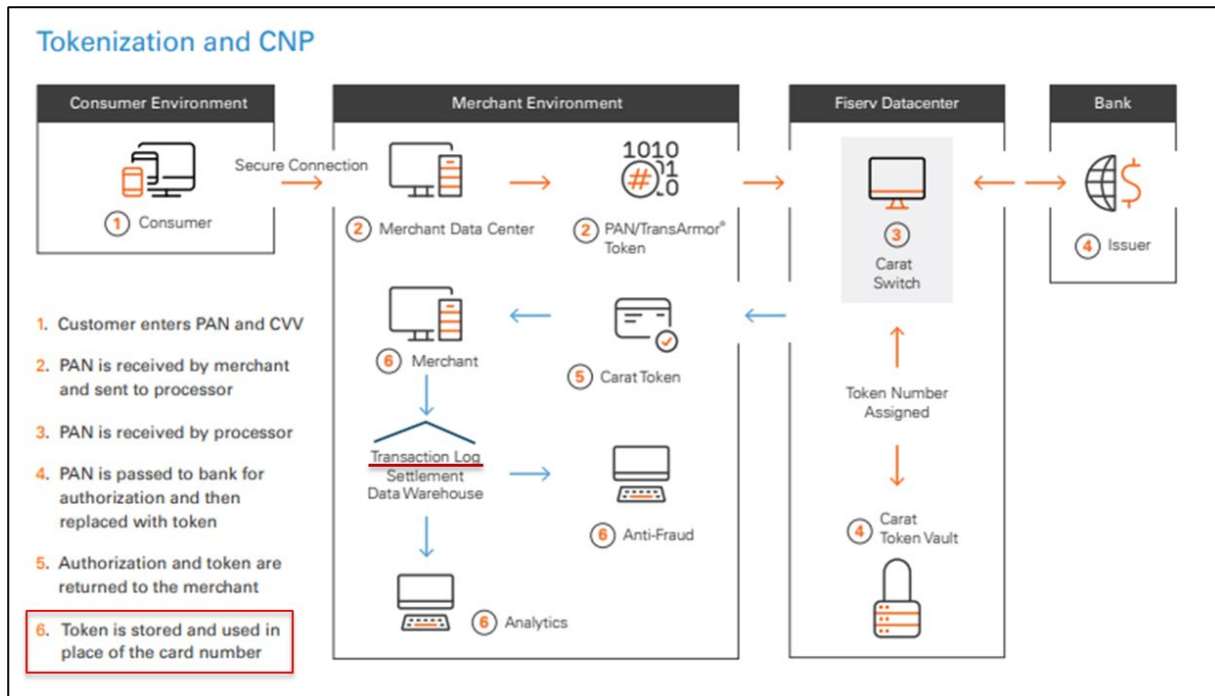 Tokenization and CNP
Consumer Environment
Merchant Environment
Fiserv Datacenter
Bank
1010
01
#
0
Secure Connection
1 Consumer
2 Merchant Data Center
2 PAN/TransArmor®
Token
3
Carat
Switch
4 Issuer
1. Customer enters PAN and CVV
2. PAN is received by merchant
and sent to processor
3. PAN is received by processor
4. PAN is passed to bank for
authorization and then
replaced with token
5. Authorization and token are
returned to the merchant
6. Token is stored and used in
place of the card number
6 Merchant
5 Carat Token
Transaction Log
Settlement
Data Warehouse
6 Anti-Fraud
6 Analytics
Token Number
Assigned
4 Carat
Token Vault
$